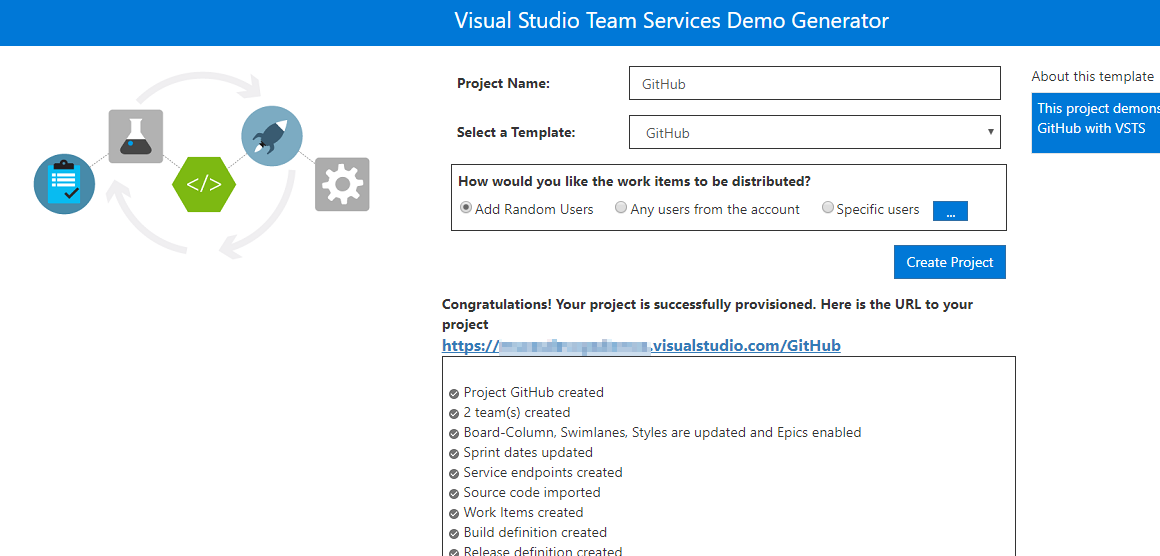 Visual Studio Team Services Demo Generator
Project Name:
GitHub
About this template
Select a Template:
GitHub
This project demons
GitHub with VSTS
</>
How would you like the work items to be distributed?
Add Random Users
Any users from the account
Specific users
...
Create Project
Congratulations! Your project is successfully provisioned. Here is the URL to your
project
https:// .visualstudio.com/GitHub
Project GitHub created
2 team(s) created
Board-Column, Swimlanes, Styles are updated and Epics enabled
Sprint dates updated
Service endpoints created
Source code imported
Work Items created
Build definition created
Release definition created